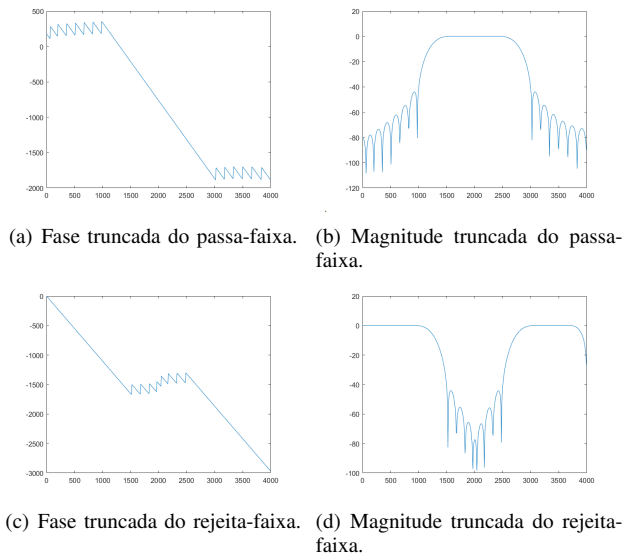 500
0
-500
-1000
-1500
-2000
0 500 1000 1500 2000 2500 3000 3500 4000
20
0
-20
-40
-60
-80
-100
-120
0 500 1000 1500 2000 2500 3000 3500 4000
(a) Fase truncada do passa-faixa.
(b) Magnitude truncada do passa-
faixa.
0
-500
-1000
-1500
-2000
-2500
-3000
0 500 1000 1500 2000 2500 3000 3500 4000
20
0
-20
-40
-60
-80
-100
0 500 1000 1500 2000 2500 3000 3500 4000
(c) Fase truncada do rejeita-faixa.
(d) Magnitude truncada do rejeita-
faixa.